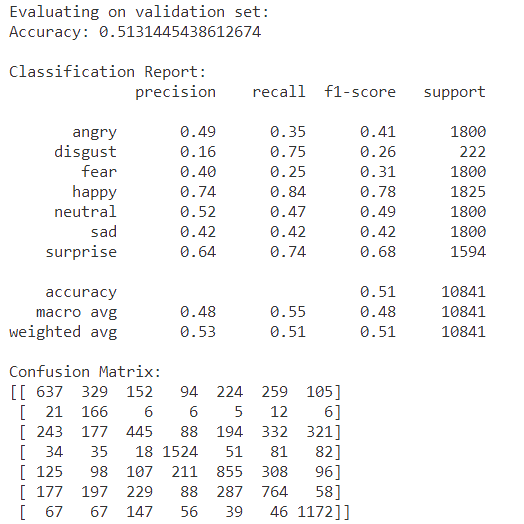 Evaluating on validation set:
Accuracy: 0.5131445438612674
Classification Report:
precision recall f1-score support
angry 0.49 0.35 0.41 1800
disgust 0.16 0.75 0.26 222
fear 0.40 0.25 0.31 1800
happy 0.74 0.84 0.78 1825
neutral 0.52 0.47 0.49 1800
sad 0.42 0.42 0.42 1800
surprise 0.64 0.74 0.68 1594
accuracy 0.51 10841
macro avg 0.48 0.55 0.48 10841
weighted avg 0.53 0.51 0.51 10841
Confusion Matrix:
[[ 637 329 152 94 224 259 105]
[ 21 166 6 6 5 12 6]
[ 243 177 445 88 194 332 321]
[ 34 35 18 1524 51 81 82]
[ 125 98 107 211 855 308 96]
[ 177 197 229 88 287 764 58]
[ 67 67 147 56 39 46 1172]]